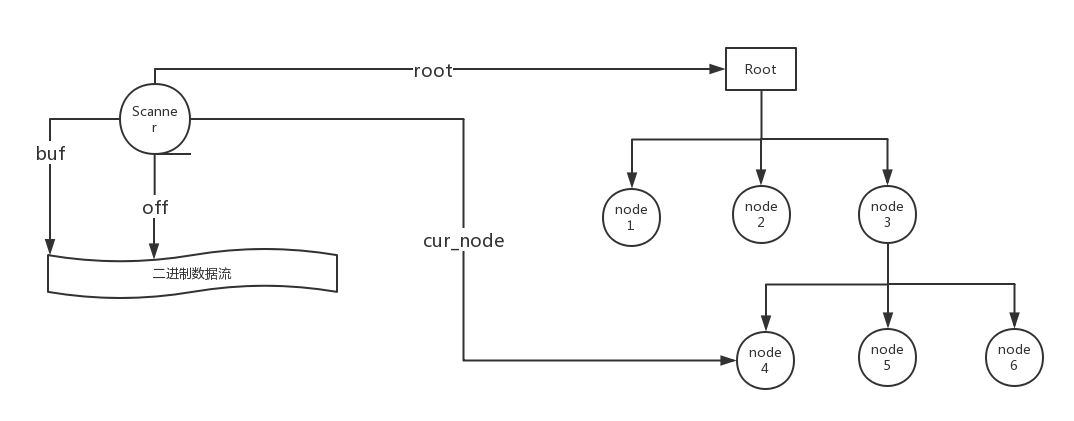 root
Root
Scanne
r
buf
off
二进制数据流
cur_node
node
1
node
2
node
3
node
4
node
5
node
6